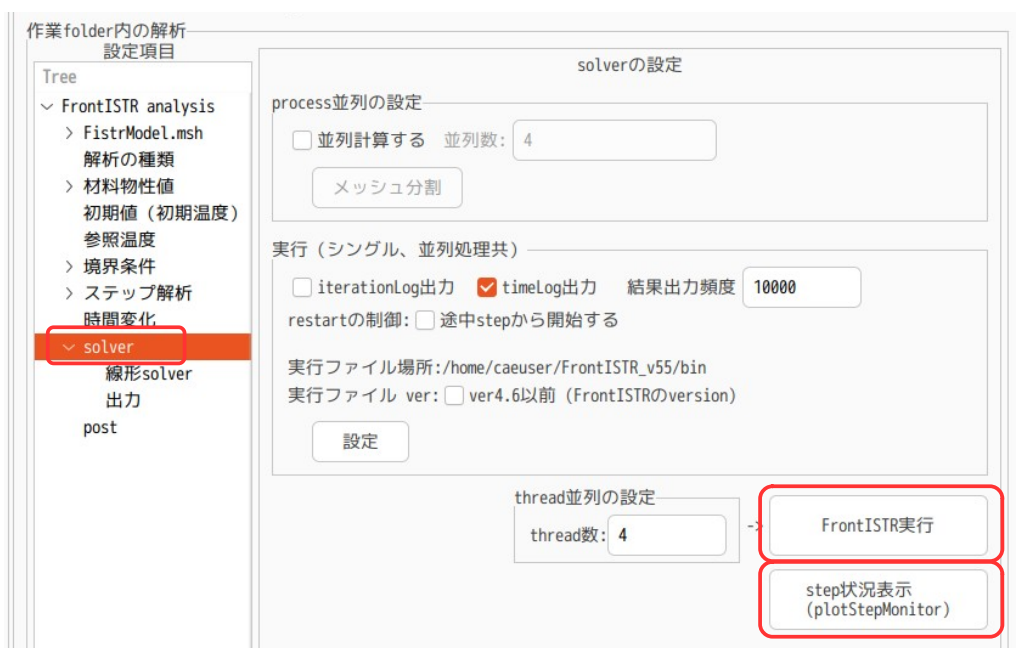 作業folder内の解析
設定項目
Tree
FrontISTR analysis
FistrModel.msh
解析の種類
材料物性値
初期値（初期温度）
参照温度
境界条件
ステップ解析
時間変化
solver
線形solver
出力
post
solverの設定
process並列の設定
並列計算する 並列数: 4
メッシュ分割
実行（シングル、並列処理共）
iterationLog出力 timeLog出力 結果出力頻度 10000
restartの制御: 途中stepから開始する
実行ファイル場所:/home/caeuser/FrontISTR_v55/bin
実行ファイル ver: ver4.6以前（FrontISTRのversion）
設定
thread並列の設定
thread数: 4
-> FrontISTR実行
step状況表示
(plotStepMonitor)